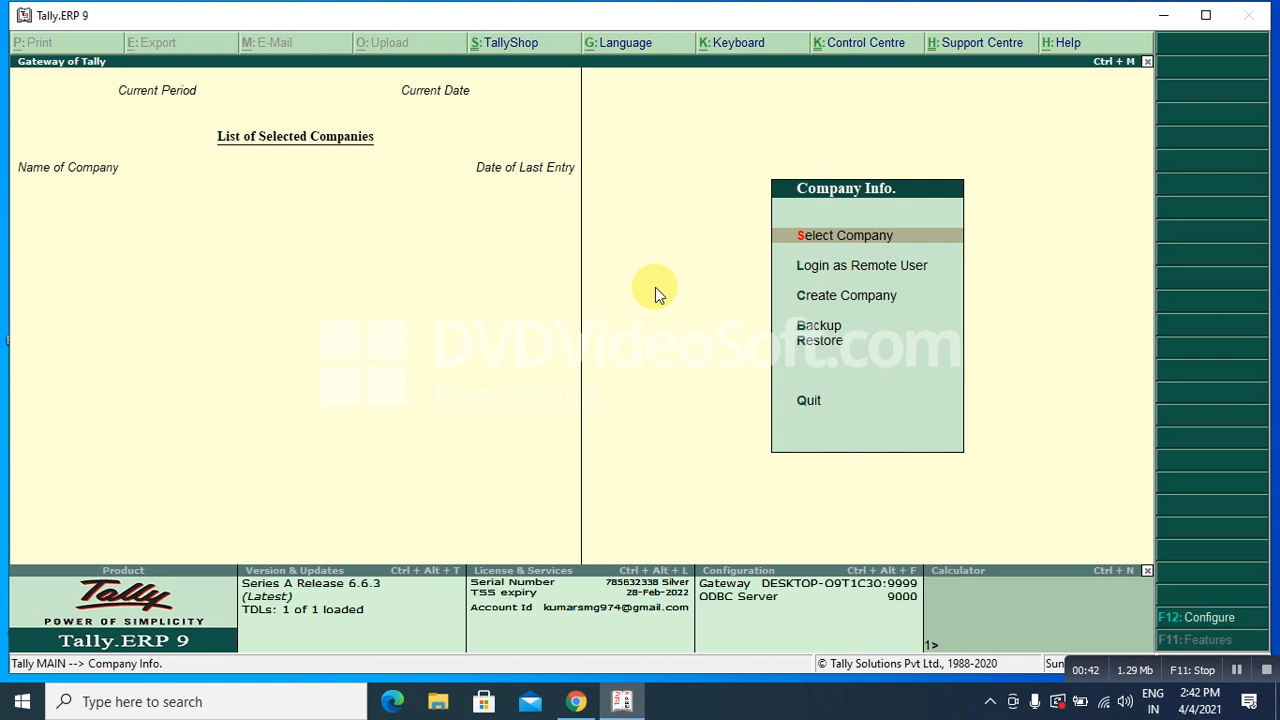 Tally.ERP 9
P: Print E: Export M: E-Mail O: Upload S: TallyShop G: Language K: Keyboard K: Control Centre H: Support Centre H: Help
Gateway of Tally Ctrl + M x
Current Period Current Date
List of Selected Companies
Name of Company Date of Last Entry
Company Info.
Select Company
Login as Remote User
Create Company
Backup
Restore
Quit
DVDVideoSoft.com
Free version
Product
Tally
POWER OF SIMPLICITY
Tally.ERP 9
Version & Updates Ctrl + Alt + T
Series A Release 6.6.3
(Latest)
TDLs: 1 of 1 loaded
License & Services Ctrl + Alt + L
Serial Number 785632338 Silver
TSS expiry 28-Feb-2022
Account Id kumarsmg974@gmail.com
Configuration Ctrl + Alt + F
Gateway DESKTOP-O9T1C3O:9999
ODBC Server 9000
Calculator Ctrl + N x
1>
F12: Configure
F11: Features
Tally MAIN --> Company Info. © Tally Solutions Pvt Ltd., 1988-2020 Sun
00:42 1.29 Mb F11: Stop
Type here to search
ENG
IN
2:42 PM
4/4/2021